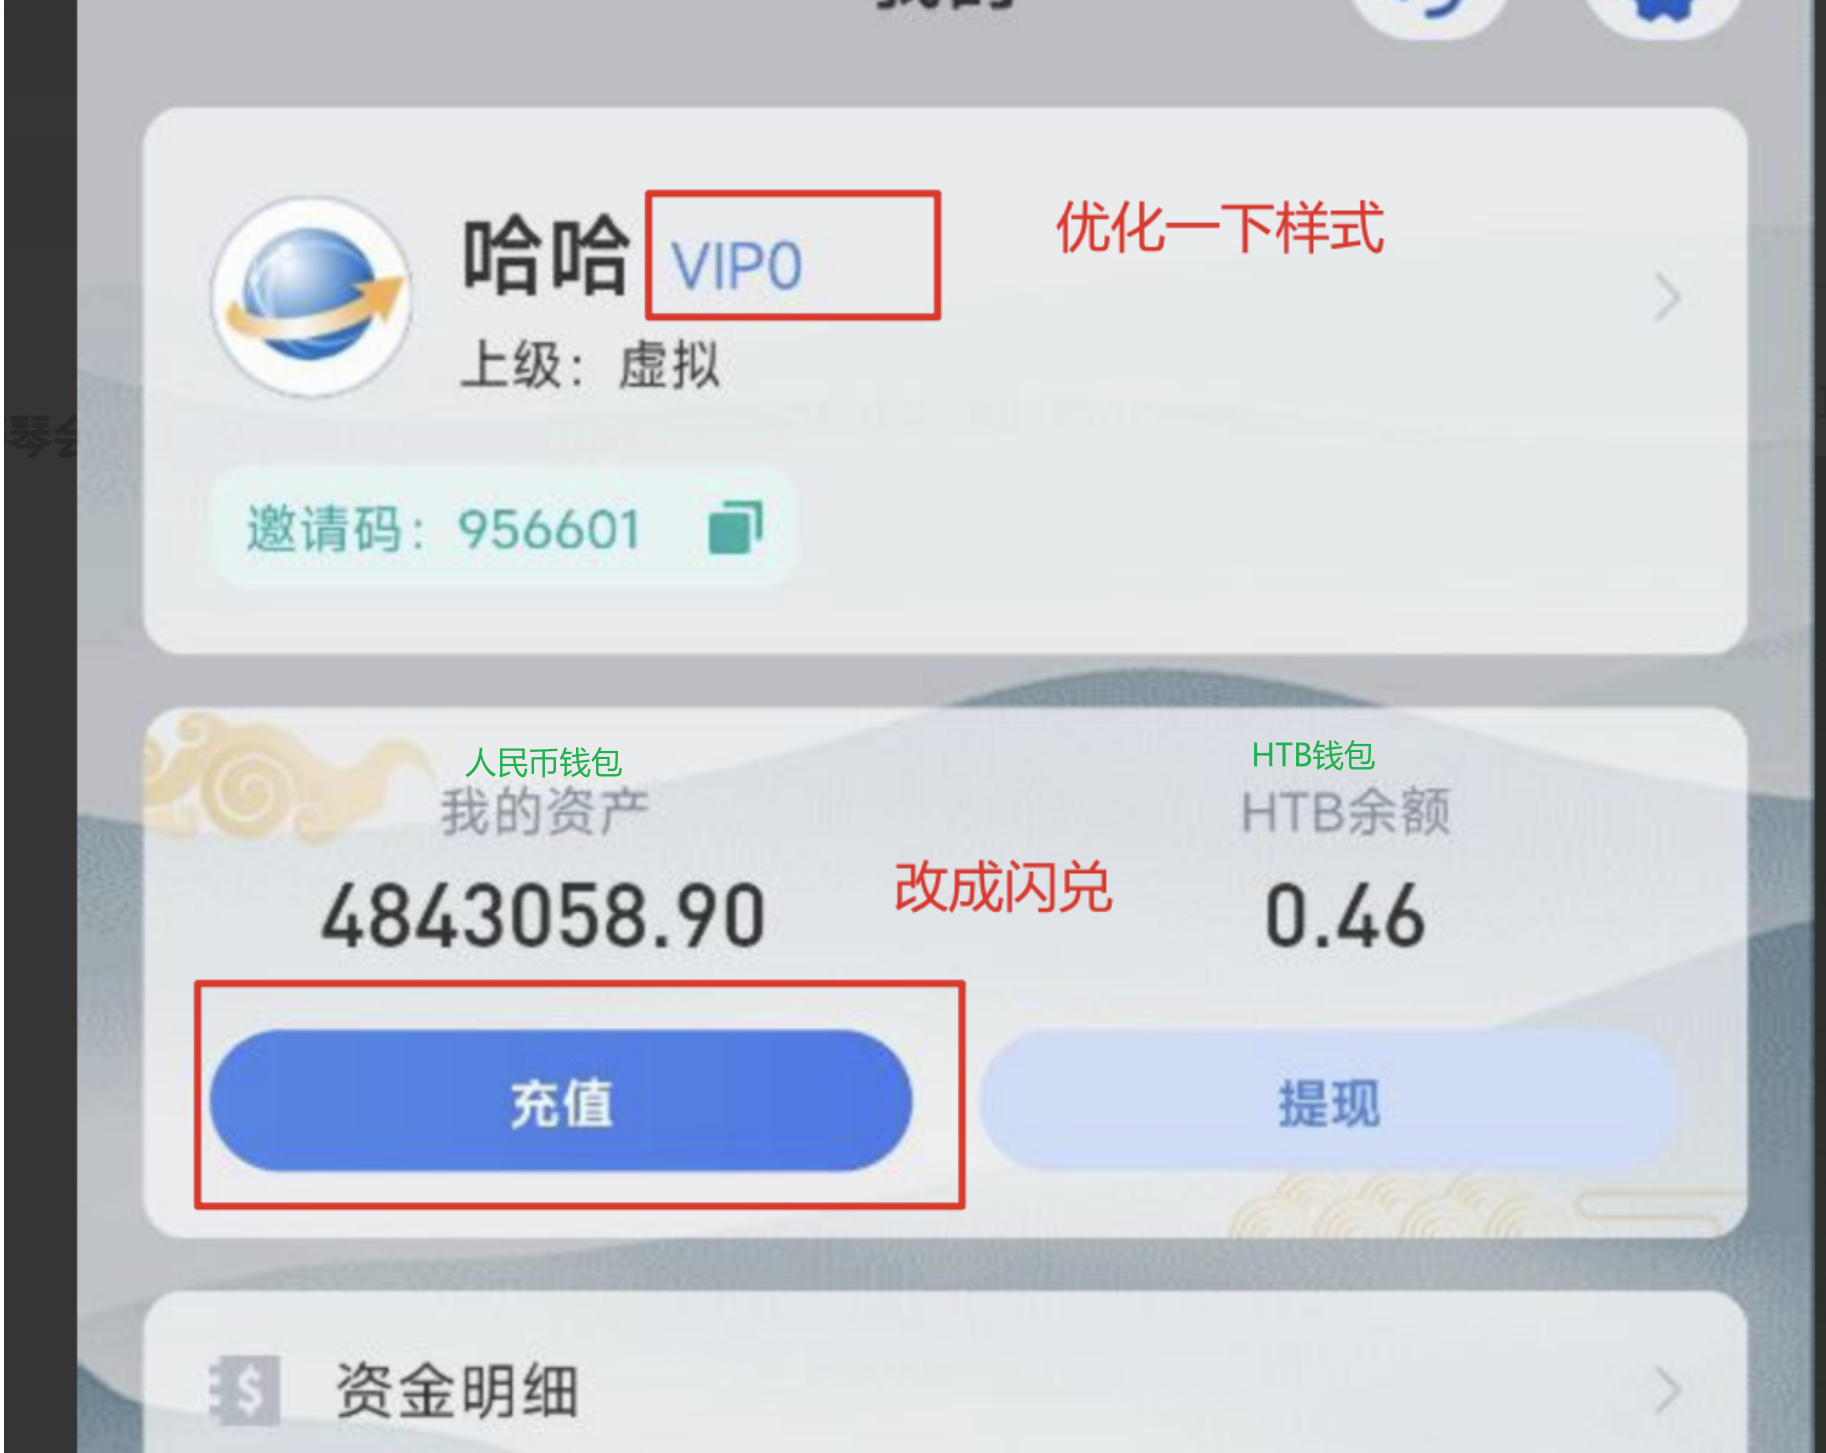 我的
哈哈 VIP0
优化一下样式
上级：虚拟
琴会
邀请码：956601
人民币钱包
HTB钱包
我的资产
HTB余额
4843058.90
改成闪兑
0.46
充值
提现
$ 资金明细